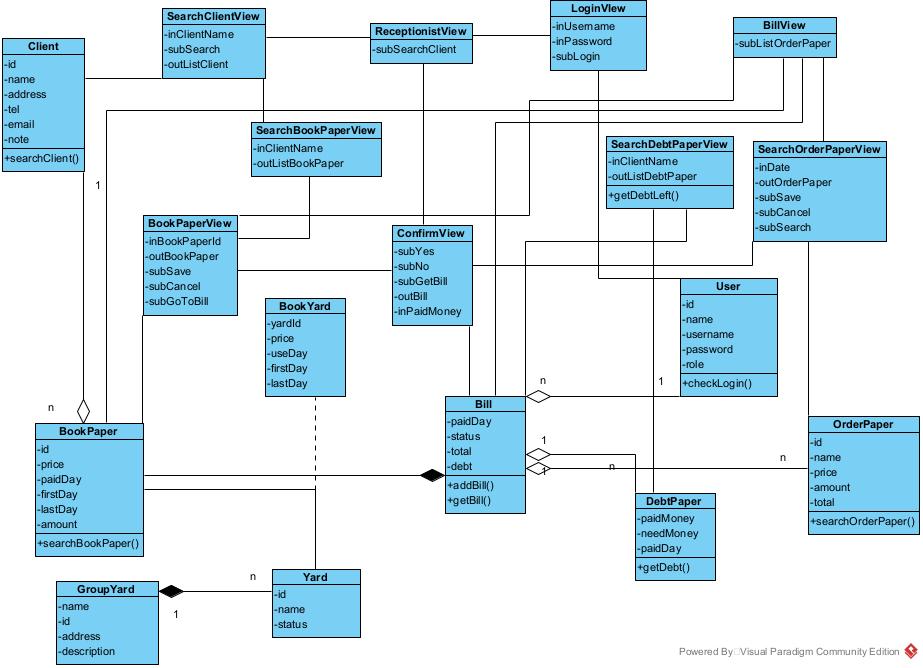 SearchClientView
-inClientName
-subSearch
-outListClient
ReceptionistView
-subSearchClient
LoginView
-inUsername
-inPassword
-subLogin
BillView
-subListOrderPaper
Client
-id
-name
-address
-tel
-email
-note
+searchClient()
1
SearchBookPaperView
-inClientName
-outListBookPaper
SearchDebtPaperView
-inClientName
-outListDebtPaper
+getDebtLeft()
SearchOrderPaperView
-inDate
-outOrderPaper
-subSave
-subCancel
-subSearch
BookPaperView
-inBookPaperId
-outBookPaper
-subSave
-subCancel
-subGoToBill
ConfirmView
-subYes
-subNo
-subGetBill
-outBill
-inPaidMoney
BookYard
-yardId
-price
-useDay
-firstDay
-lastDay
User
-id
-name
-username
-password
-role
+checkLogin()
n
1
n
BookPaper
-id
-price
-paidDay
-firstDay
-lastDay
-amount
+searchBookPaper()
Bill
-paidDay
-status
-total
-debt
+addBill()
+getBill()
1
1
n
n
OrderPaper
-id
-name
-price
-amount
-total
+searchOrderPaper()
DebtPaper
-paidMoney
-needMoney
-paidDay
+getDebt()
GroupYard
-name
-id
-address
-description
1
n
Yard
-id
-name
-status
Powered By Visual Paradigm Community Edition